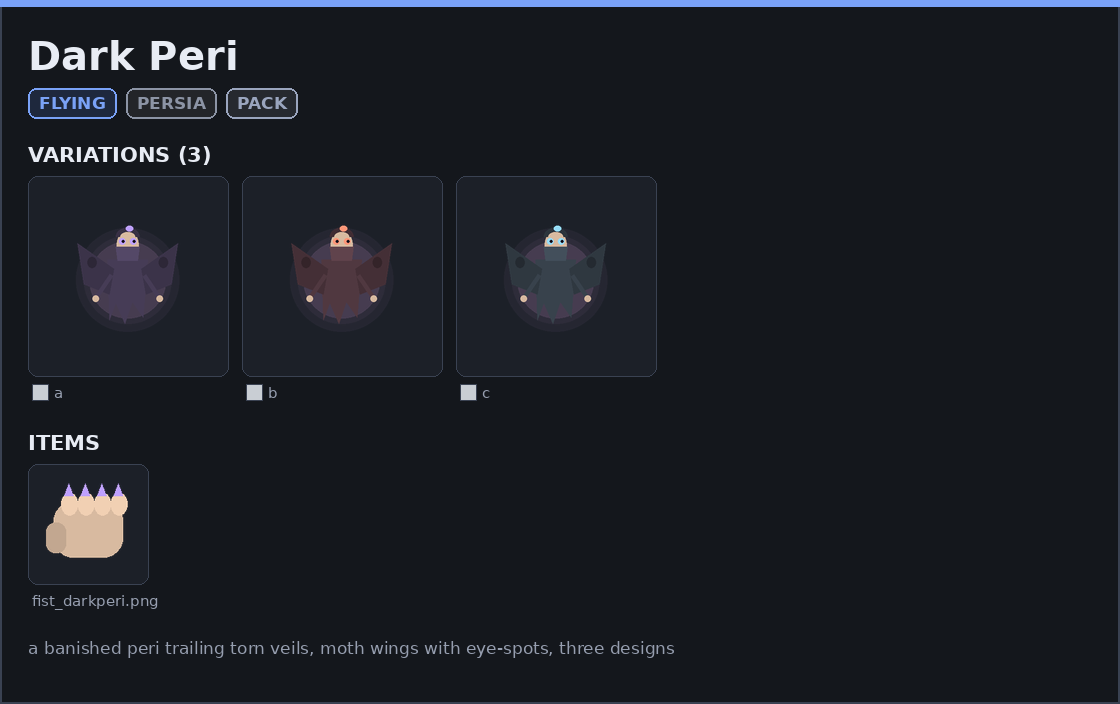 Dark Peri
FLYING PERSIA PACK
VARIATIONS (3)
a b c
ITEMS
fist_darkperi.png
a banished peri trailing torn veils, moth wings with eye-spots, three designs